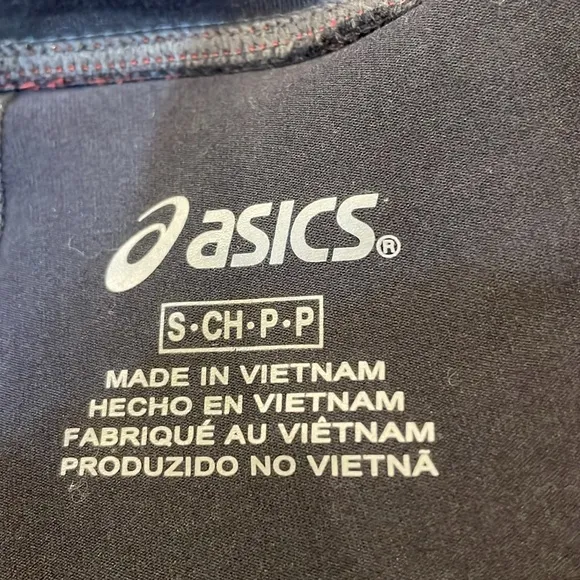 asics®
S·CH·P·P
MADE IN VIETNAM
HECHO EN VIETNAM
FABRIQUÉ AU VIÊTNAM
PRODUZIDO NO VIETNÃ